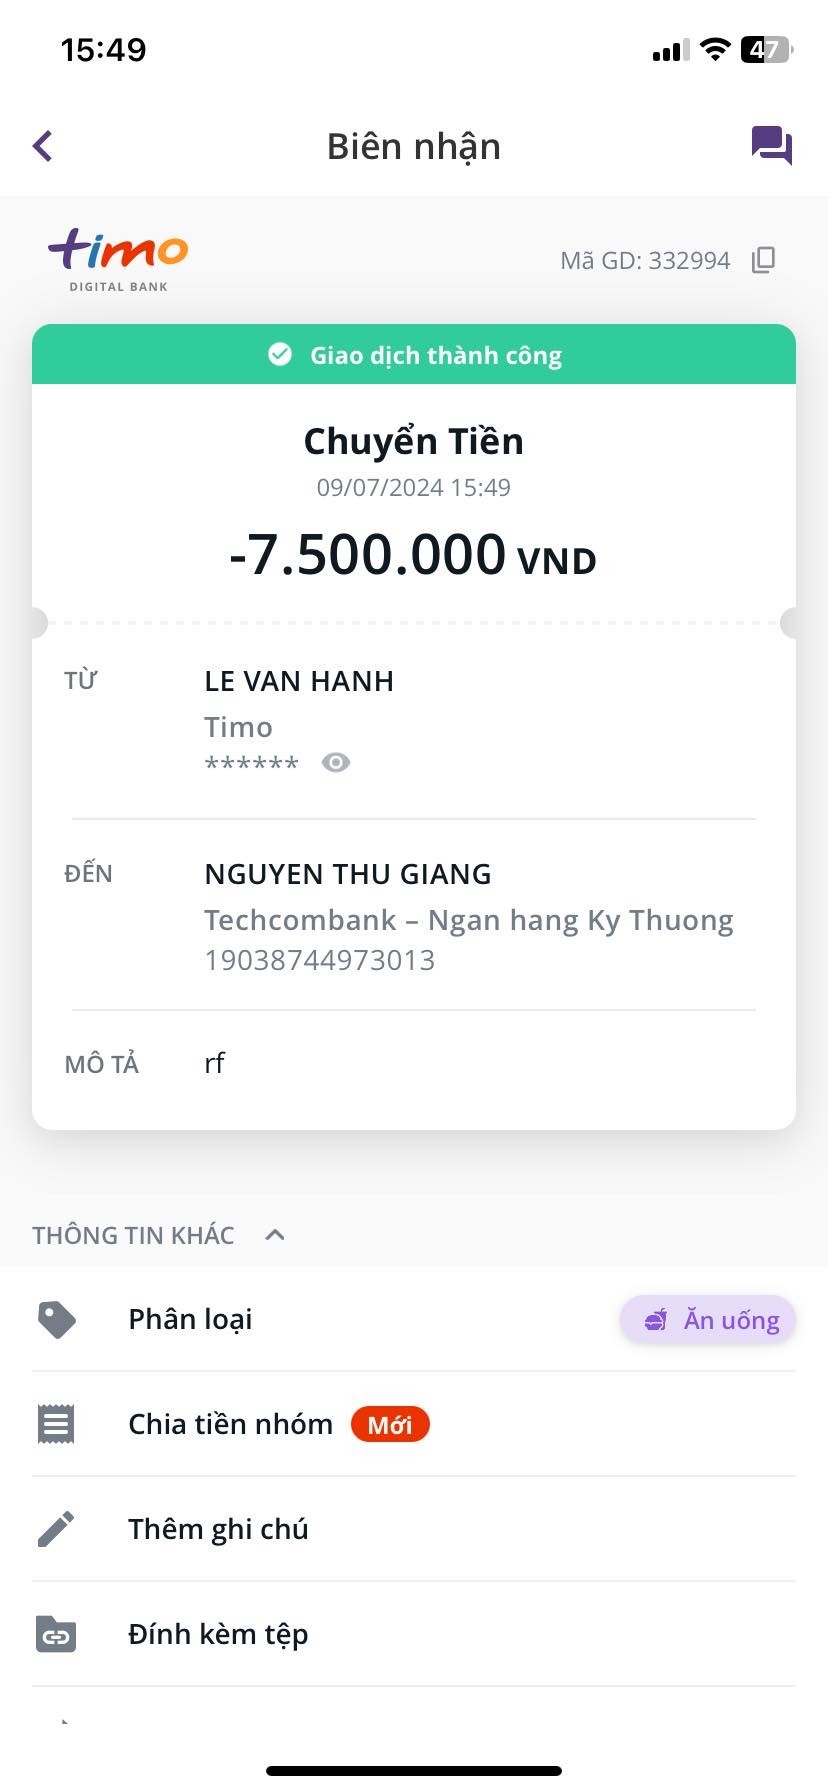 15:49
47
Biên nhận
timo
DIGITAL BANK
Mã GD: 332994
Giao dịch thành công
Chuyển Tiền
09/07/2024 15:49
-7.500.000 VND
TỪ
LE VAN HANH
Timo
******
ĐẾN
NGUYEN THU GIANG
Techcombank – Ngan hang Ky Thuong
19038744973013
MÔ TẢ
rf
THÔNG TIN KHÁC
Phân loại
Ăn uống
Chia tiền nhóm
Mới
Thêm ghi chú
Đính kèm tệp